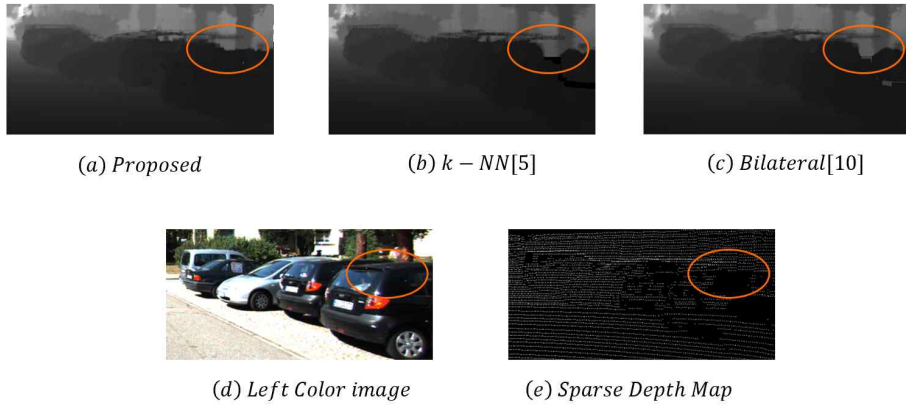 (a) Proposed
(b) k − NN[5]
(c) Bilateral[10]
(d) Left Color image
(e) Sparse Depth Map